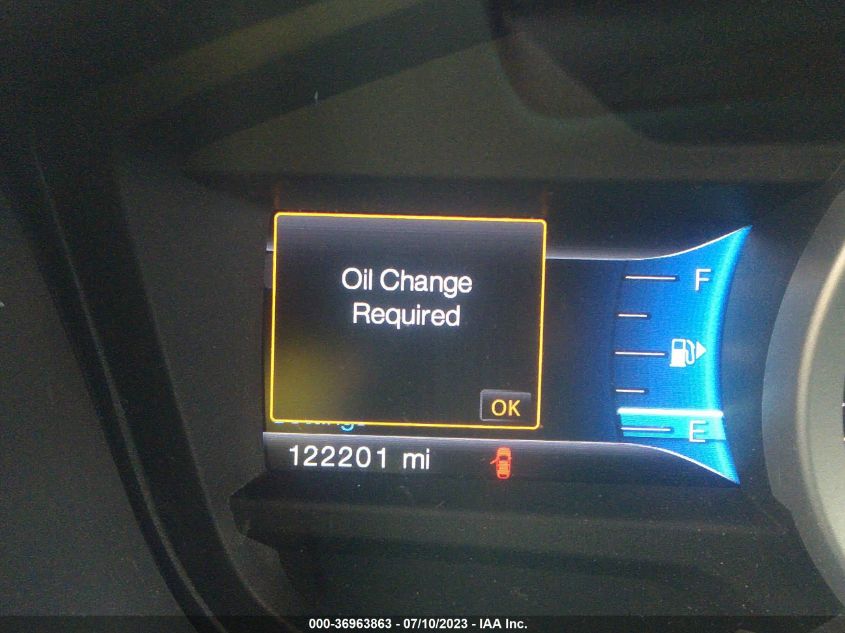 Oil Change
Required
OK
F
E
122201 mi
000-36963863 - 07/10/2023 - IAA Inc.